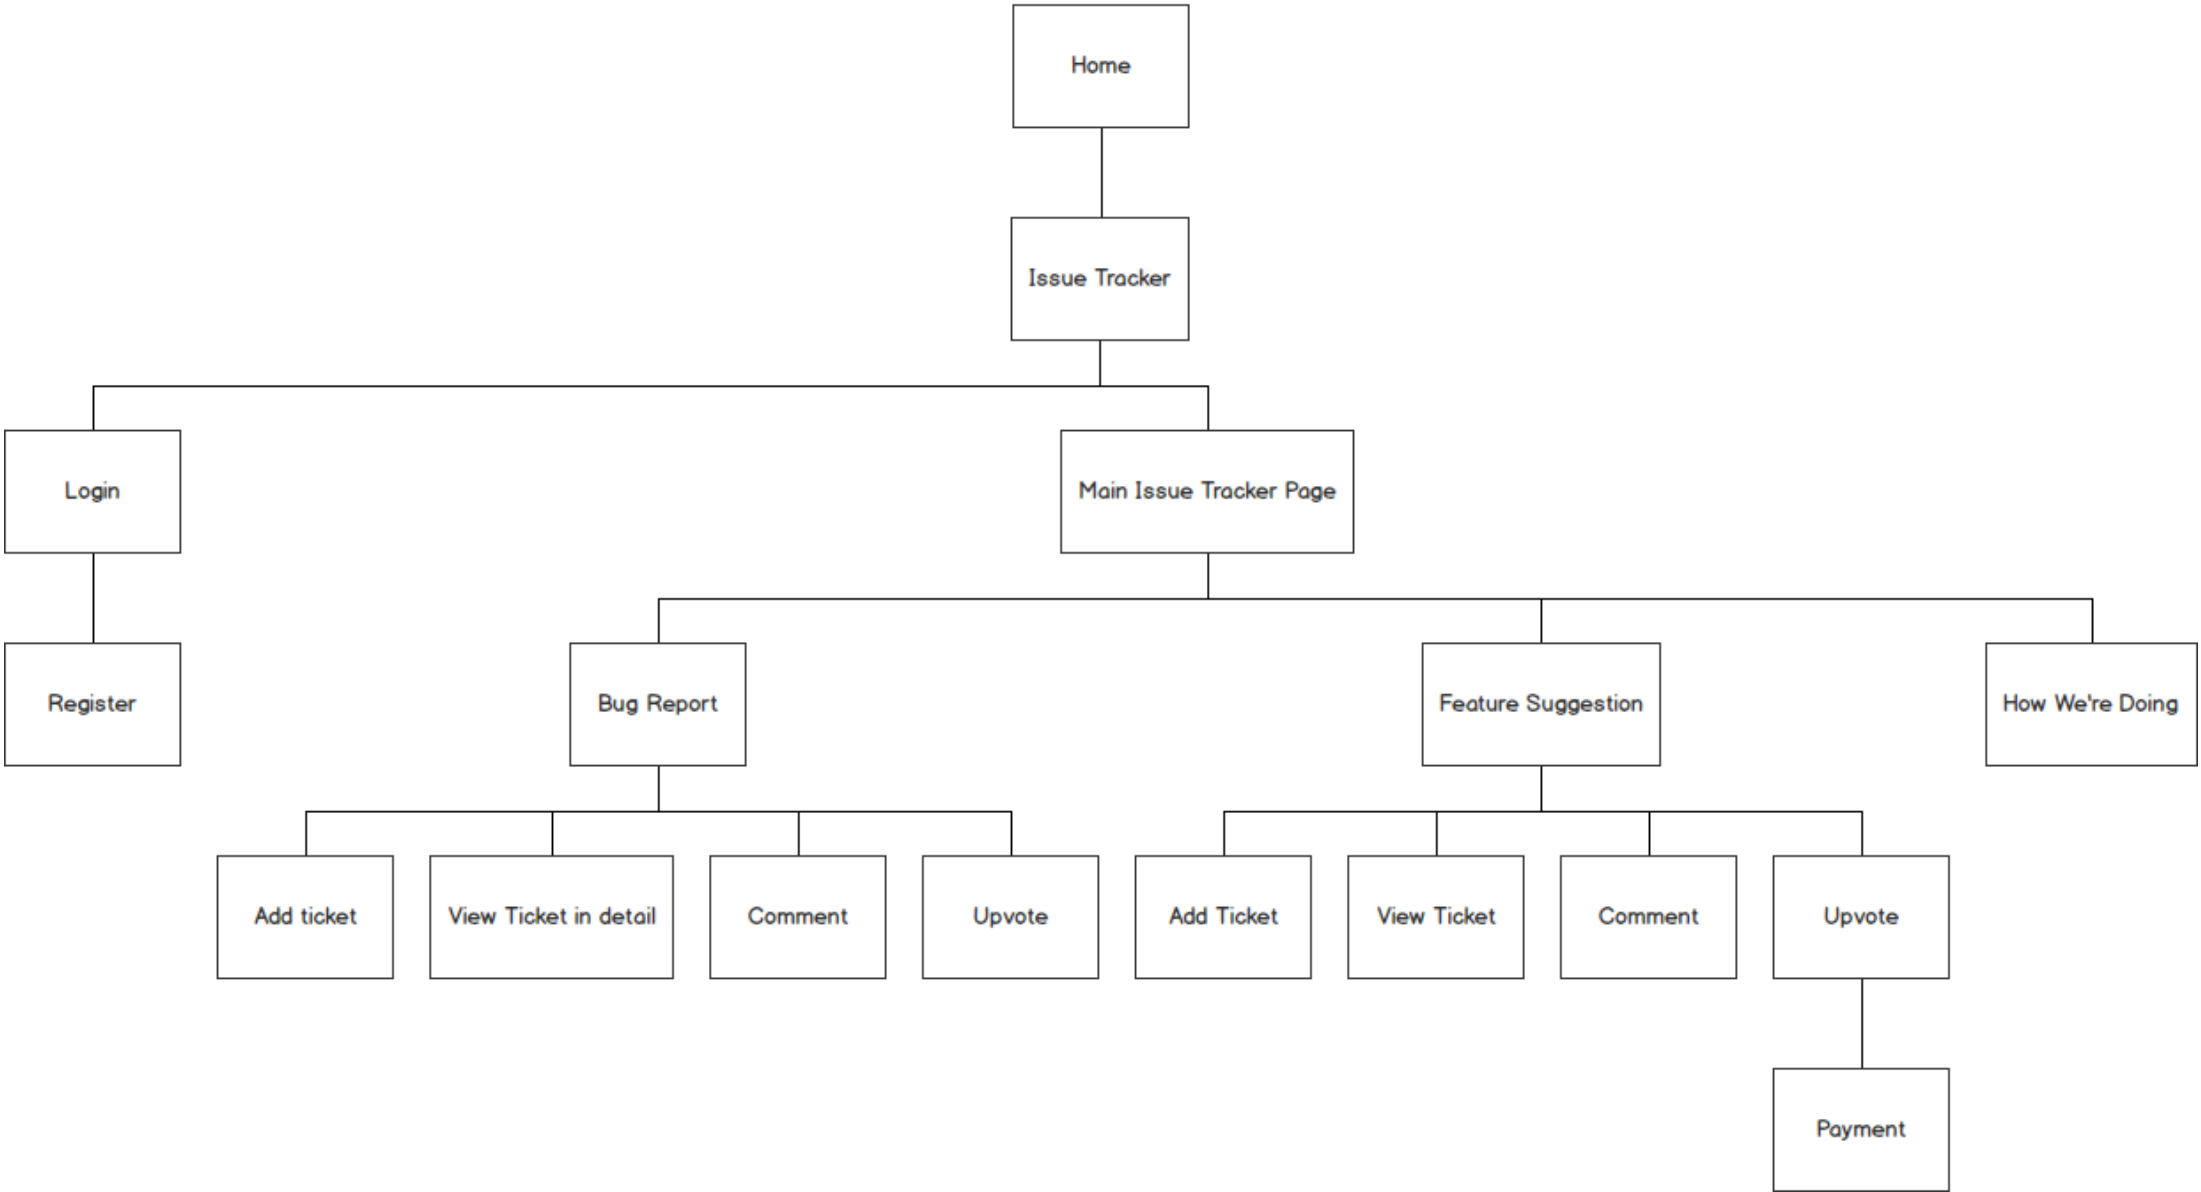 Home
Issue Tracker
Login
Main Issue Tracker Page
Register
Bug Report
Feature Suggestion
How We're Doing
Add ticket
View Ticket in detail
Comment
Upvote
Add Ticket
View Ticket
Comment
Upvote
Payment